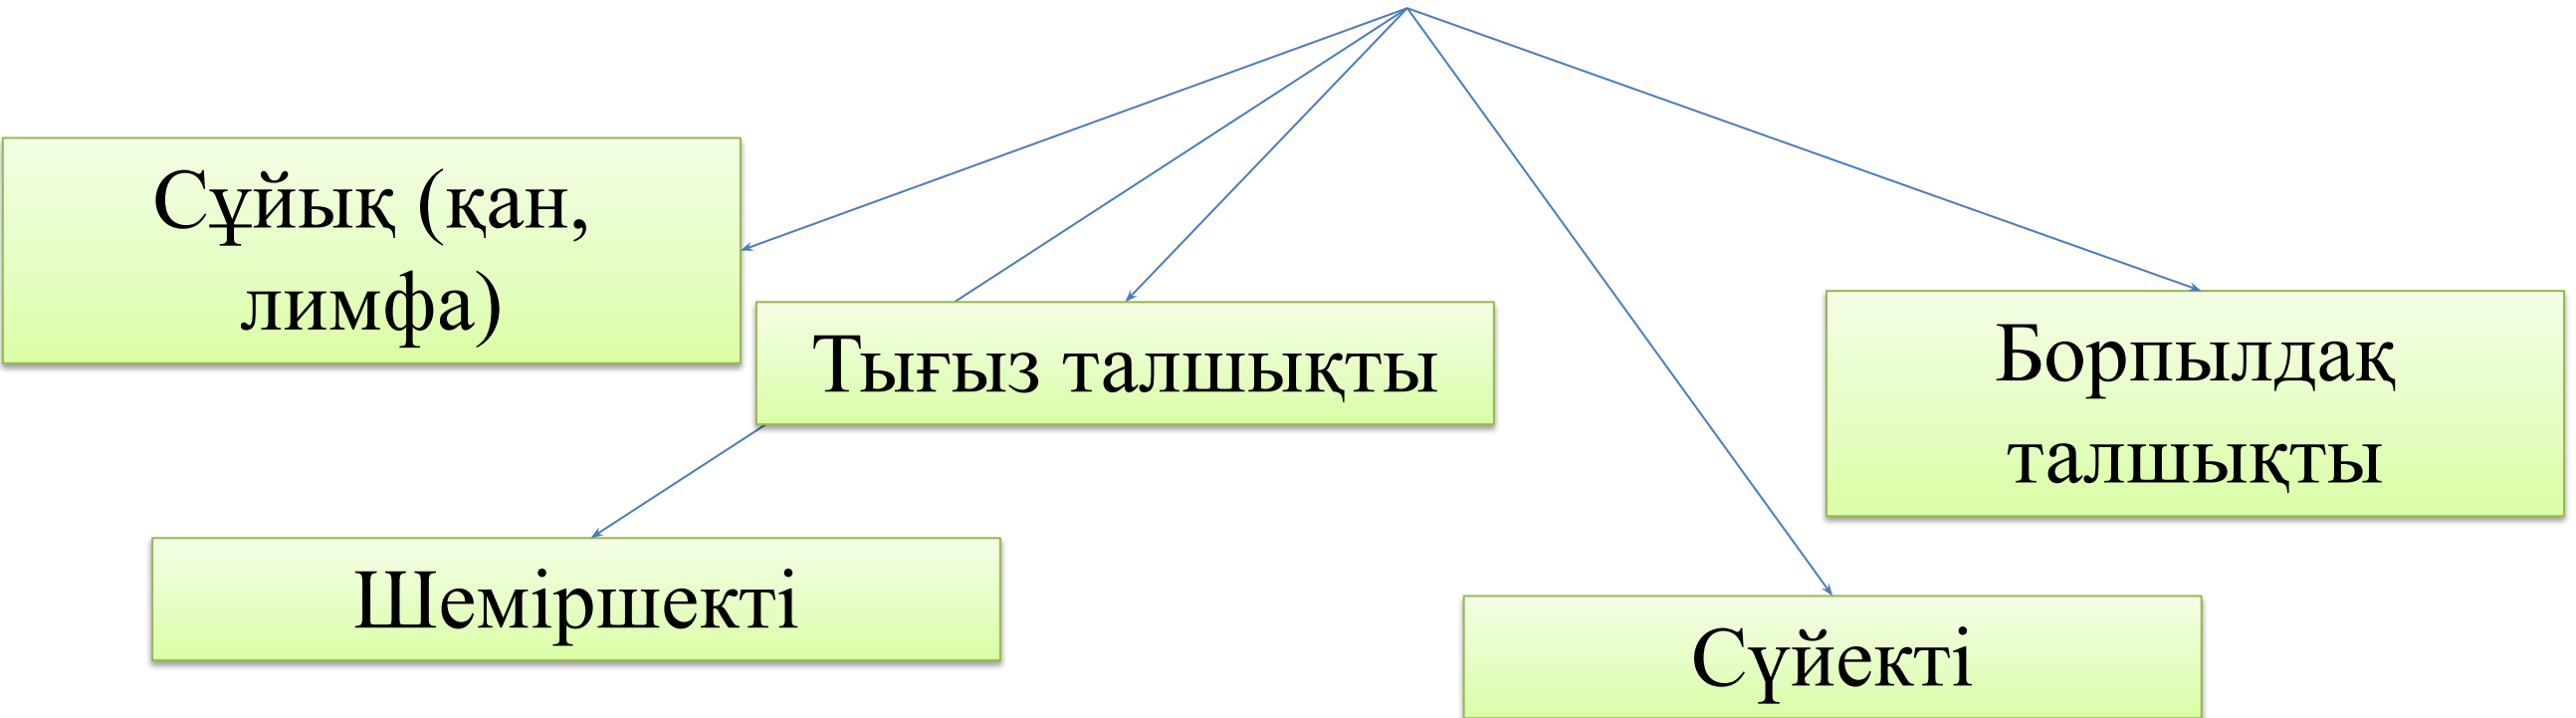 Сұйық (қан,
лимфа)
Тығыз талшықты
Борпылдақ
талшықты
Шеміршекті
Сүйекті